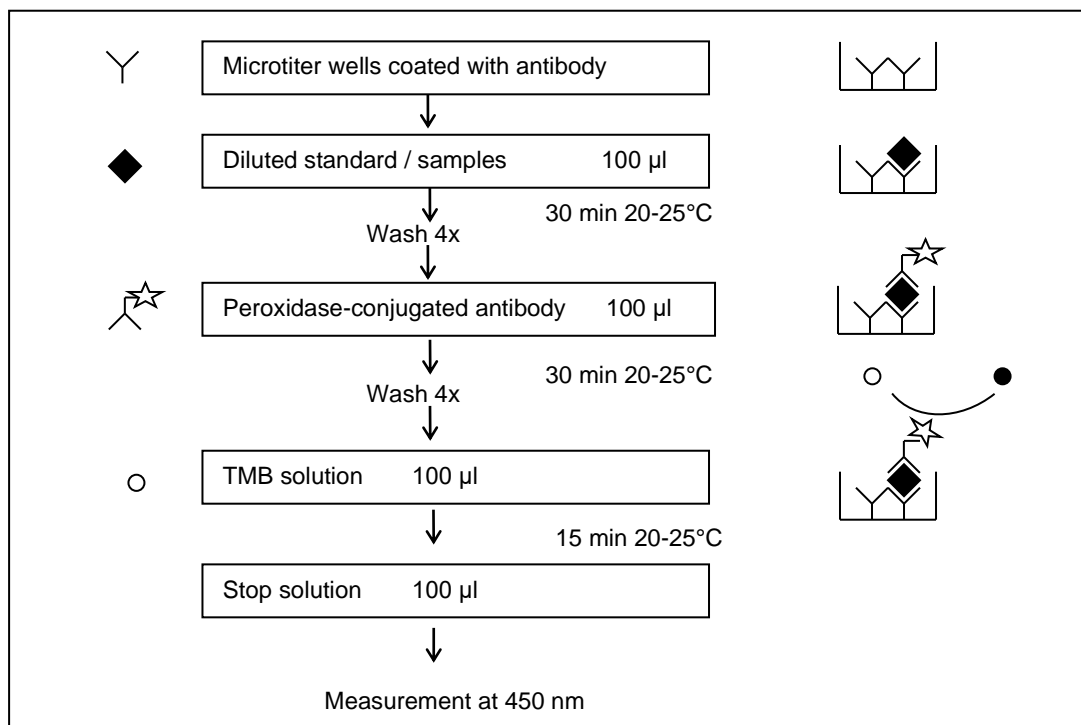 Microtiter wells coated with antibody
Diluted standard / samples 100 µl
30 min 20-25°C
Wash 4x
Peroxidase-conjugated antibody 100 µl
30 min 20-25°C
Wash 4x
TMB solution 100 µl
15 min 20-25°C
Stop solution 100 µl
Measurement at 450 nm